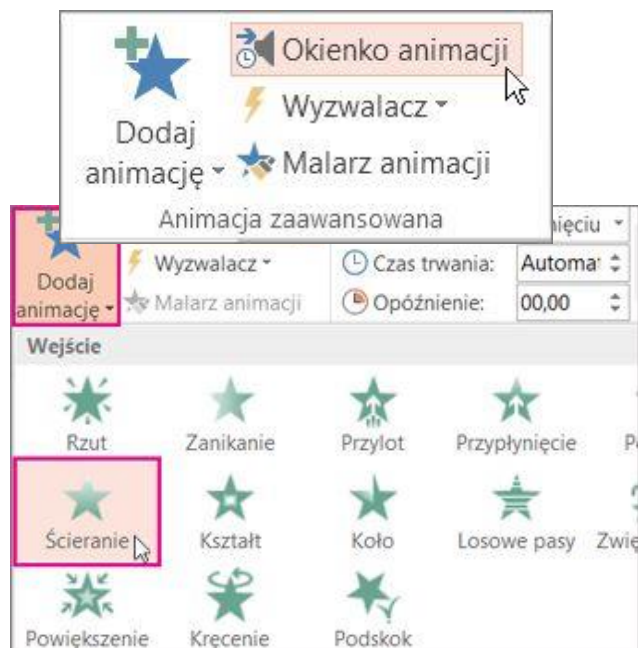 Okienko animacji
Wyzwalacz
Dodaj
animację
Malarz animacji
Animacja zaawansowana
Dodaj
animację
Wyzwalacz
Czas trwania:
Malarz animacji
Opóźnienie:
00,00
Wejście
Rzut Zanikanie Przylot Przypłynięcie
Ścieranie Kształt Koło Losowe pasy
Powiększenie Kręcenie Podskok